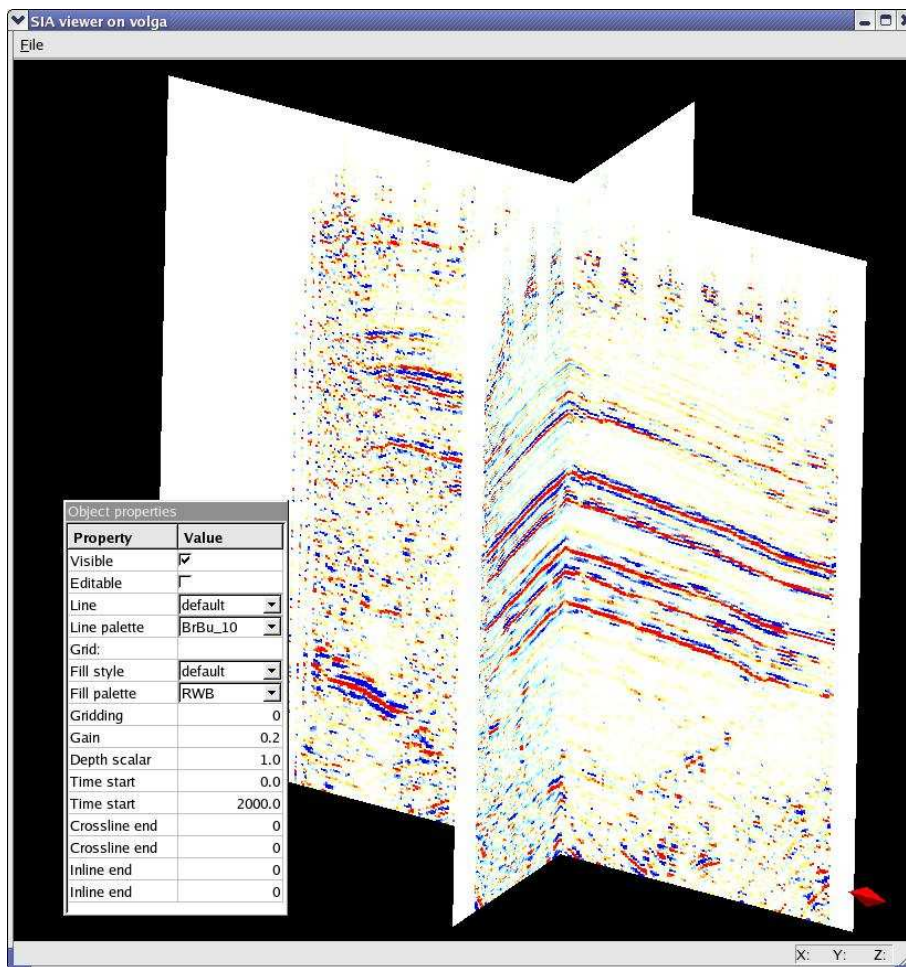 SIA viewer on volga
File
Object properties
Property Value
Visible
Editable
Line default
Line palette BrBu_10
Grid:
Fill style default
Fill palette RWB
Gridding 0
Gain 0.2
Depth scalar 1.0
Time start 0.0
Time start 2000.0
Crossline end 0
Crossline end 0
Inline end 0
Inline end 0
X: Y: Z: